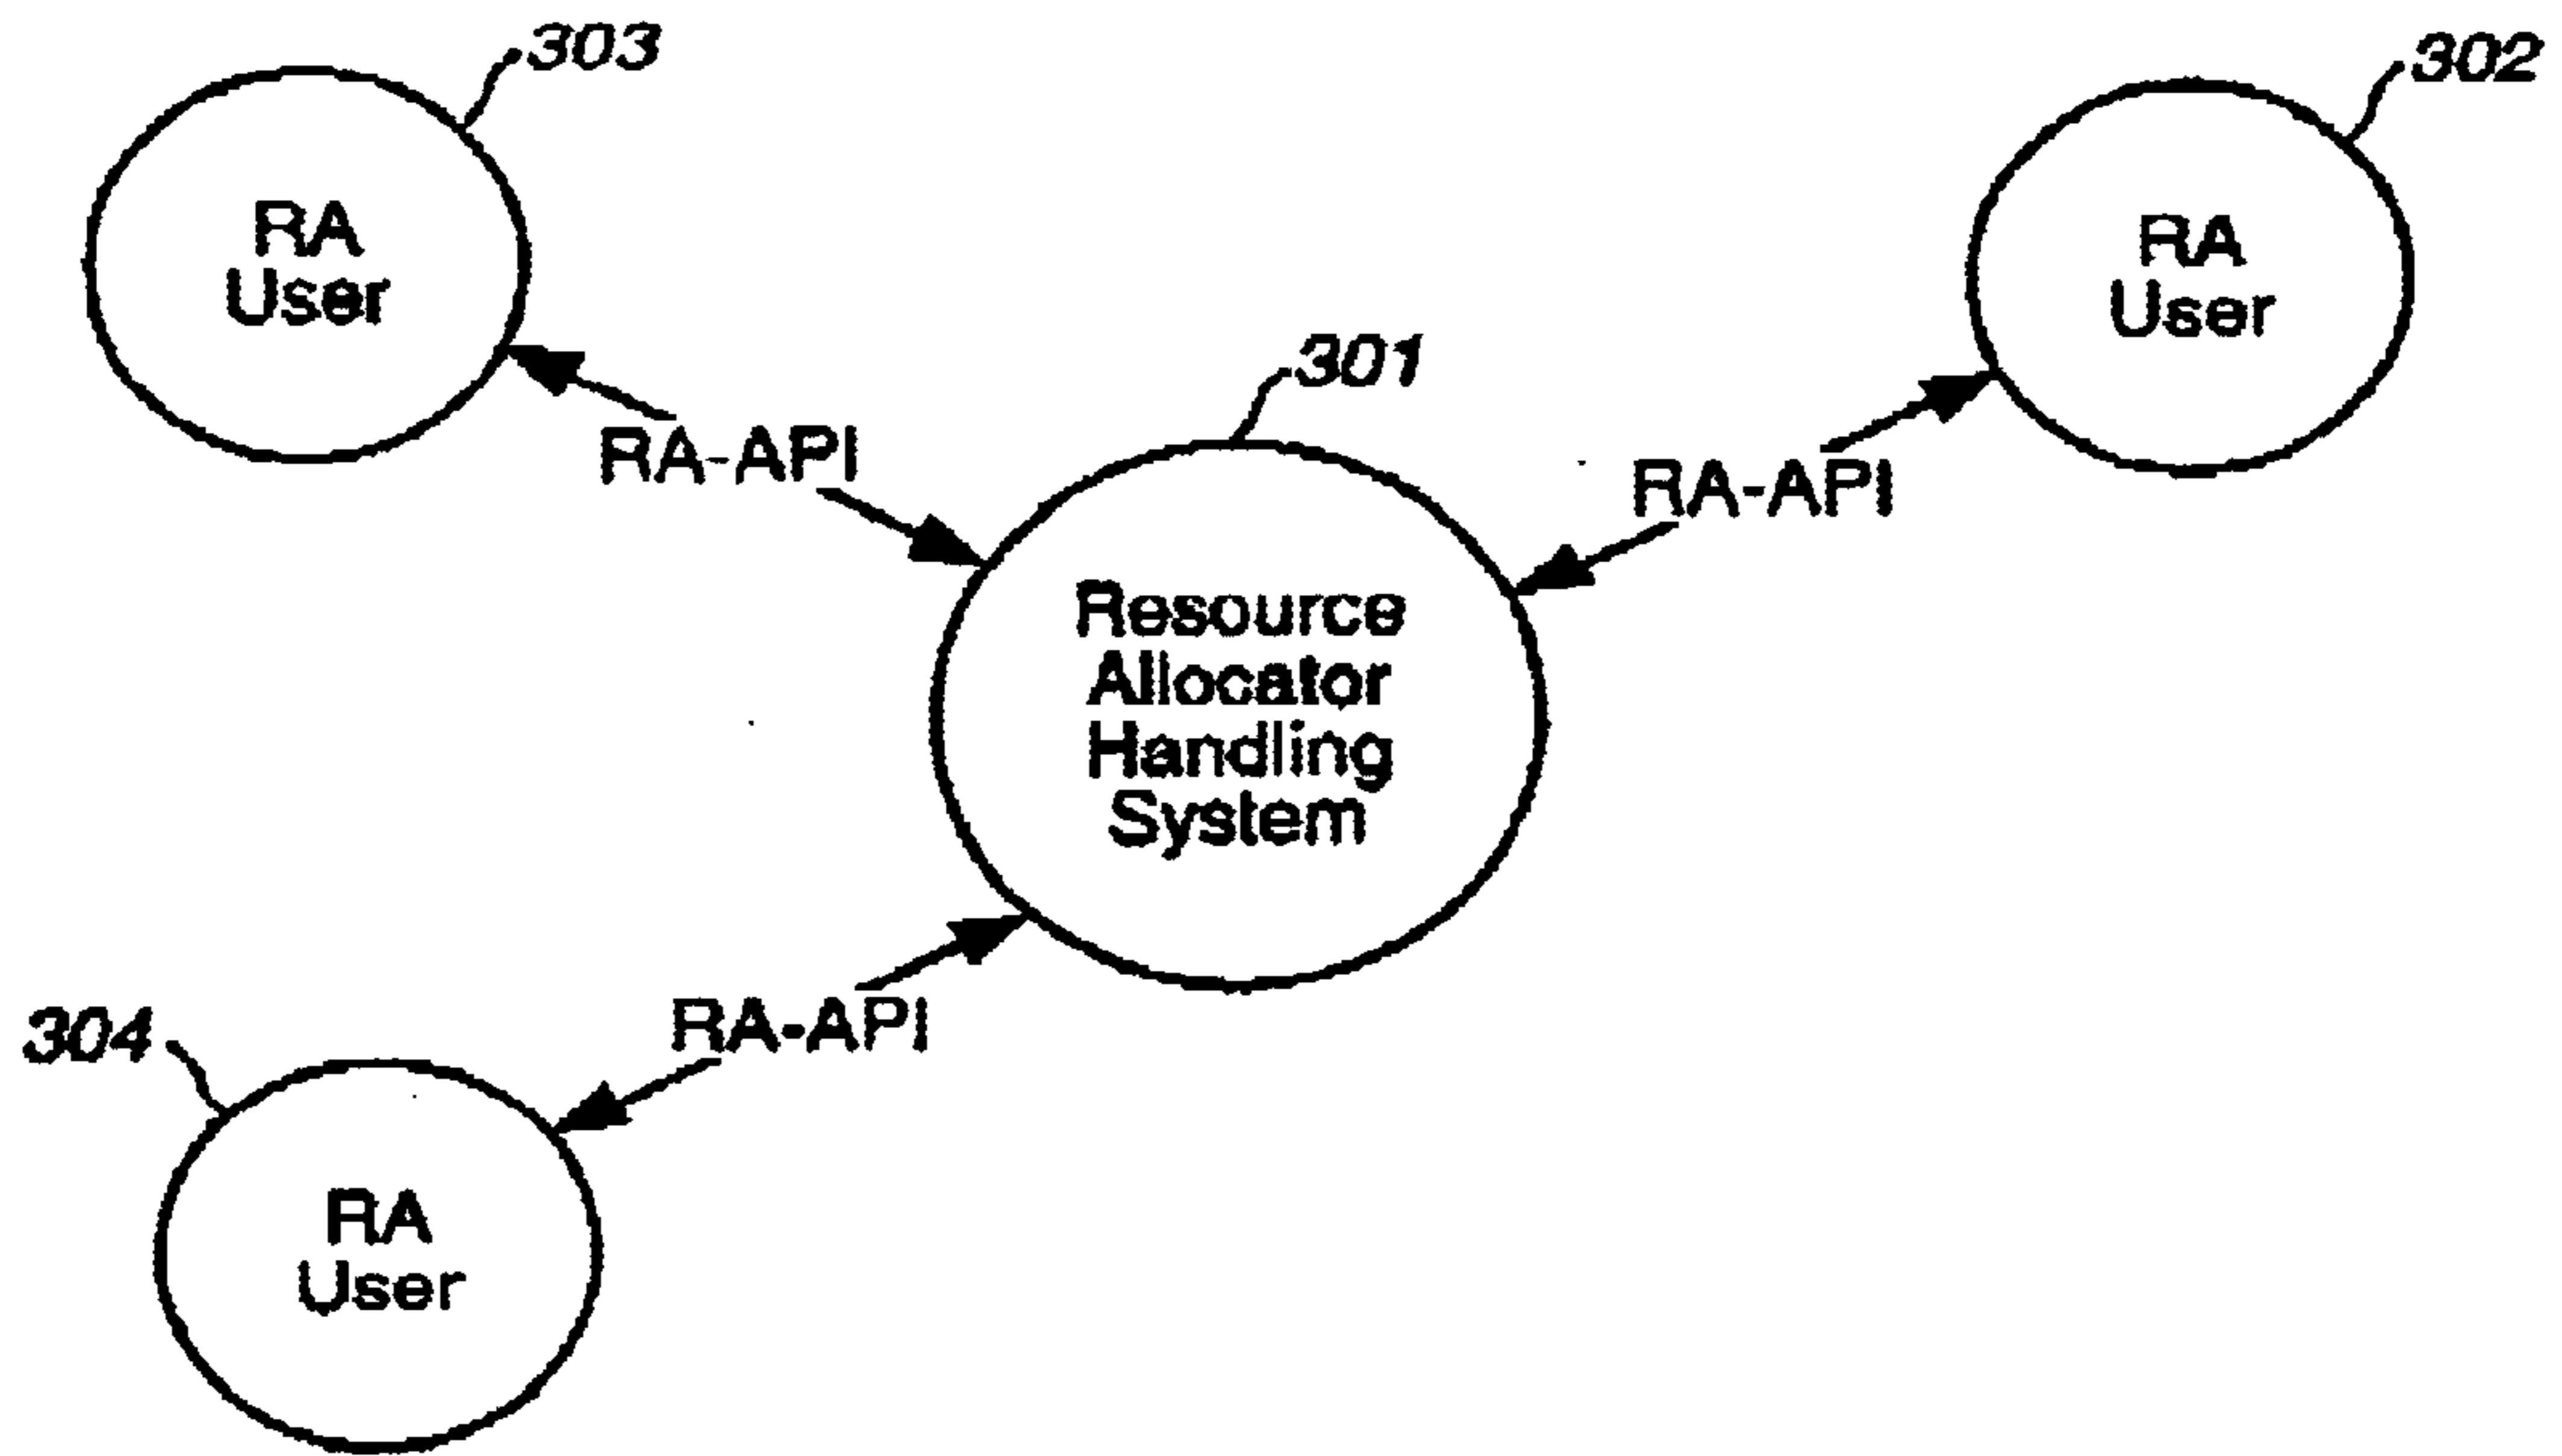 303
302
RA
User
RA
User
301
RA-API
RA-API
Resource
Allocator
Handling
System
304
RA-API
RA
User